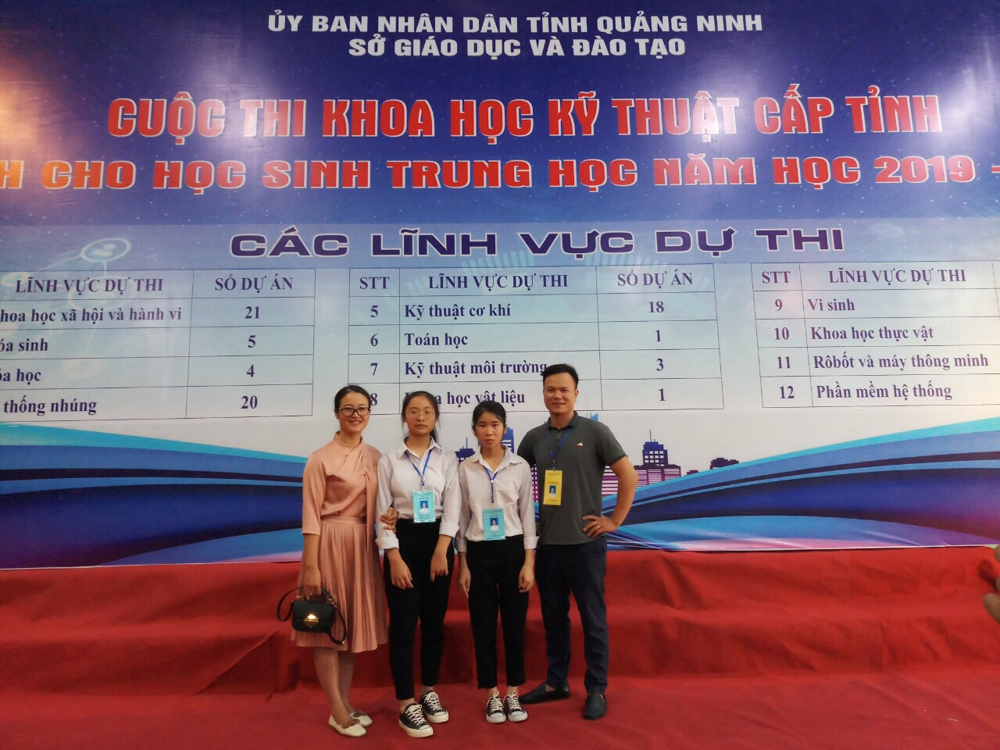 ỦY BAN NHÂN DÂN TỈNH QUẢNG NINH
SỞ GIÁO DỤC VÀ ĐÀO TẠO
CUỘC THI KHOA HỌC KỸ THUẬT CẤP TỈNH
H CHO HỌC SINH TRUNG HỌC NĂM HỌC 2019 -
CÁC LĨNH VỰC DỰ THI
LĨNH VỰC DỰ THI SỐ DỰ ÁN
hoa học xã hội và hành vi 21
óa sinh 5
óa học 4
thống nhúng 20
STT LĨNH VỰC DỰ THI SỐ DỰ ÁN
5 Kỹ thuật cơ khí 18
6 Toán học 1
7 Kỹ thuật môi trường 3
8 học vật liệu 1
STT LĨNH VỰC DỰ THI
9 Vi sinh
10 Khoa học thực vật
11 Rôbốt và máy thông minh
12 Phần mềm hệ thống